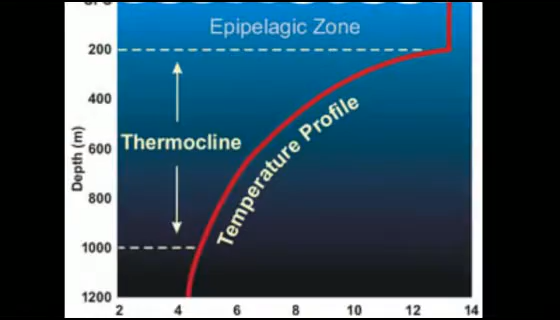 Epipelagic Zone
200
400
Thermocline
600
Temperature Profile
Depth (m)
800
1000
1200
2 4 6 8 10 12 14